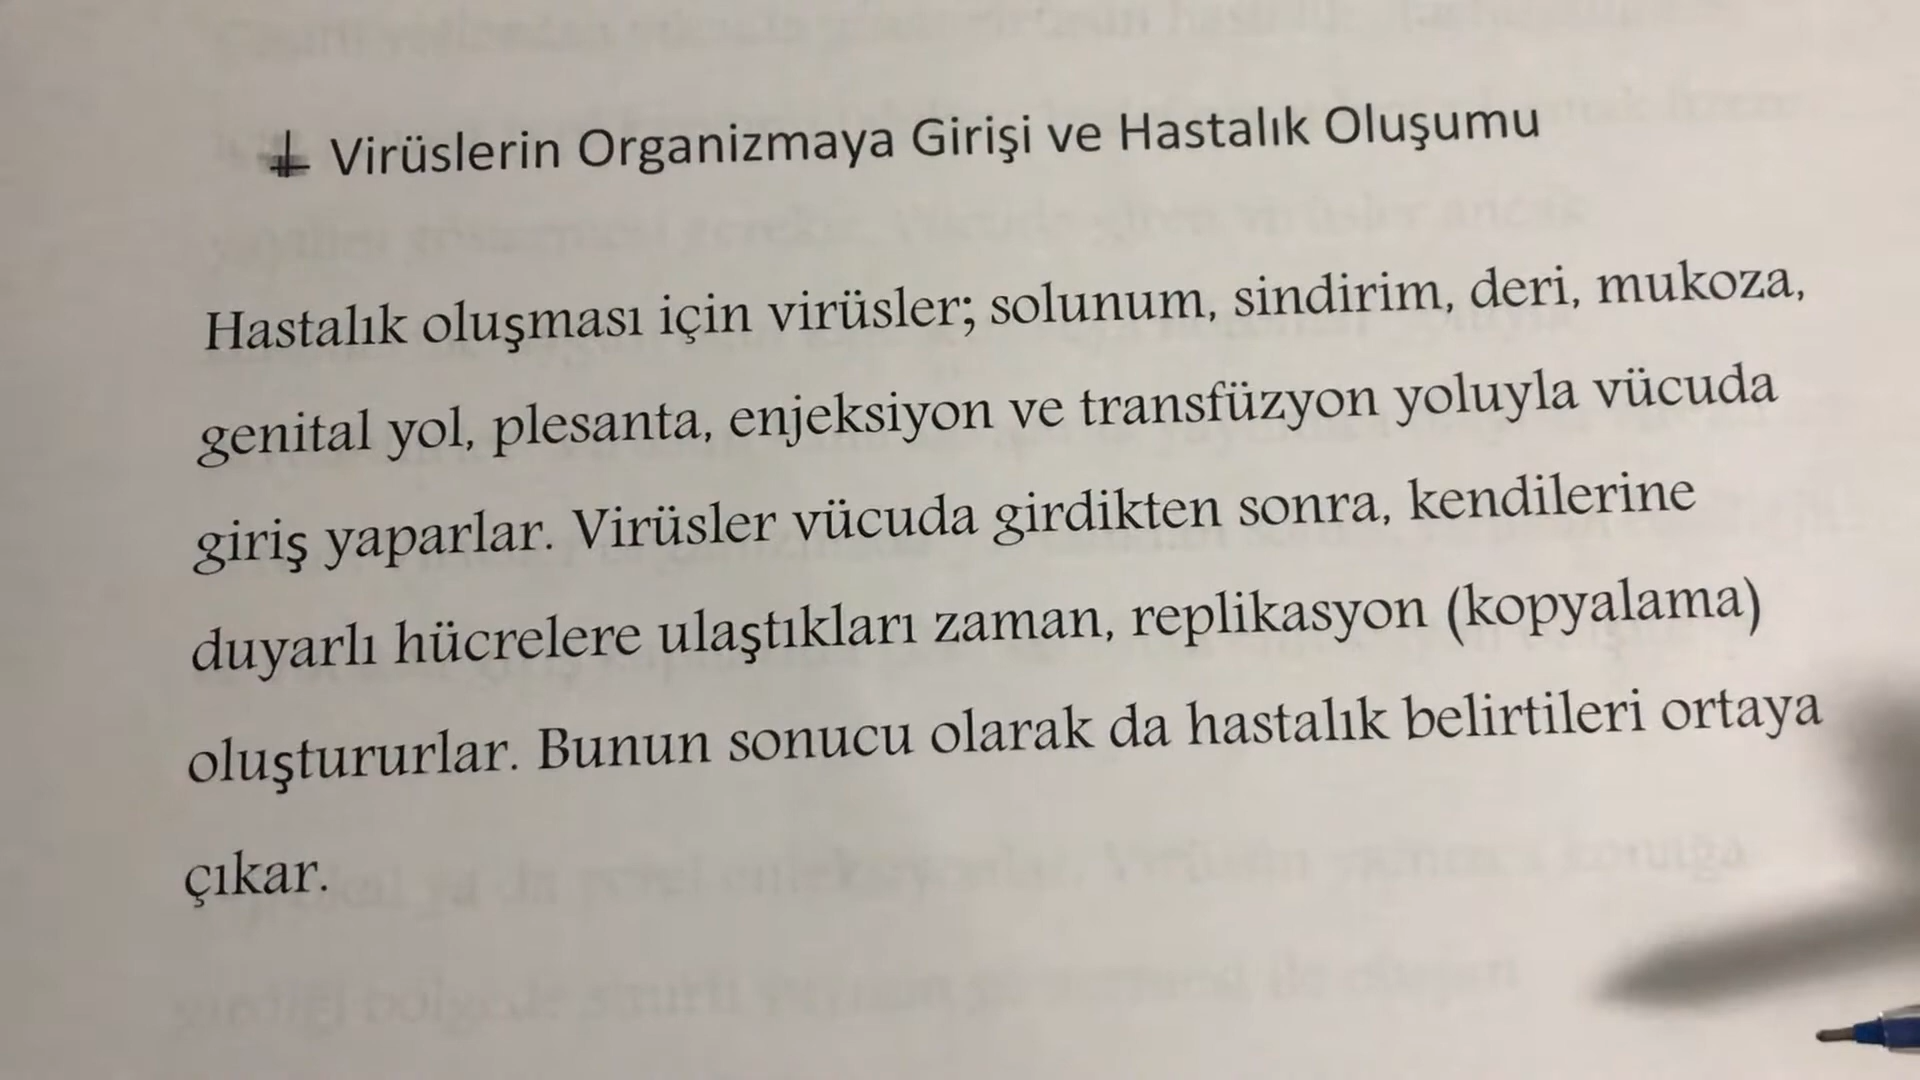 Virüslerin Organizmaya Girişi ve Hastalık Oluşumu
Hastalık oluşması için virüsler; solunum, sindirim, deri, mukoza,
genital yol, plesanta, enjeksiyon ve transfüzyon yoluyla vücuda
giriş yaparlar. Virüsler vücuda girdikten sonra, kendilerine
duyarlı hücrelere ulaştıkları zaman, replikasyon (kopyalama)
oluştururlar. Bunun sonucu olarak da hastalık belirtileri ortaya
çıkar.